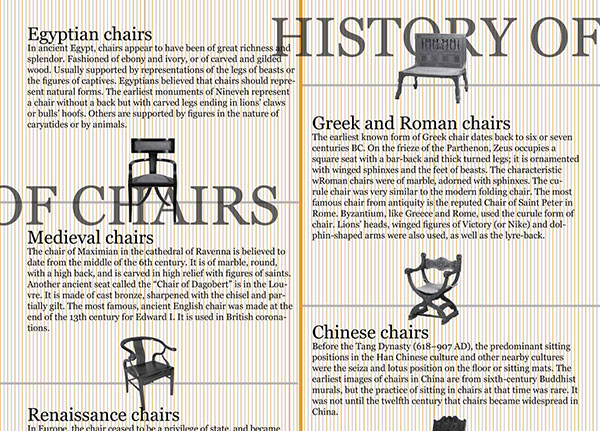 HISTORY OF
Egyptian chairs
In ancient Egypt, chairs appear to have been of great richness and
splendor. Fashioned of ebony and ivory, or of carved and gilded
wood. Usually supported by representations of the legs of beasts or
the figures of captives. Egyptians believed that chairs should repre-
sent natural forms. The earliest monuments of Nineveh represent
a chair without a back but with carved legs ending in lions' claws
or bulls' hoofs. Others are supported by figures in the nature of
caryatides or by animals.
OF CHAIRS
Medieval chairs
The chair of Maximian in the cathedral of Ravenna is believed to
date from the middle of the 6th century. It is of marble, round,
with a high back, and is carved in high relief with figures of saints.
Another ancient seat called the “Chair of Dagobert” is in the Lou-
vre. It is made of cast bronze, sharpened with the chisel and par-
tially gilt. The most famous, ancient English chair was made at the
end of the 13th century for Edward I. It is used in British corona-
tions.
Renaissance chairs
In Europe, the chair ceased to be a privilege of state, and became
Greek and Roman chairs
The earliest known form of Greek chair dates back to six or seven
centuries BC. On the frieze of the Parthenon, Zeus occupies a
square seat with a bar-back and thick turned legs; it is ornamented
with winged sphinxes and the feet of beasts. The characteristic
wRoman chairs were of marble, adorned with sphinxes. The cu-
rule chair was very similar to the modern folding chair. The most
famous chair from antiquity is the reputed Chair of Saint Peter in
Rome. Byzantium, like Greece and Rome, used the curule form of
chair. Lions' heads, winged figures of Victory (or Nike) and dol-
phin-shaped arms were also used, as well as the lyre-back.
Chinese chairs
Before the Tang Dynasty (618–907 AD), the predominant sitting
positions in the Han Chinese culture and other nearby cultures
were the seiza and lotus position on the floor or sitting mats. The
earliest images of chairs in China are from sixth-century Buddhist
murals, but the practice of sitting in chairs at that time was rare. It
was not until the twelfth century that chairs became widespread in
China.